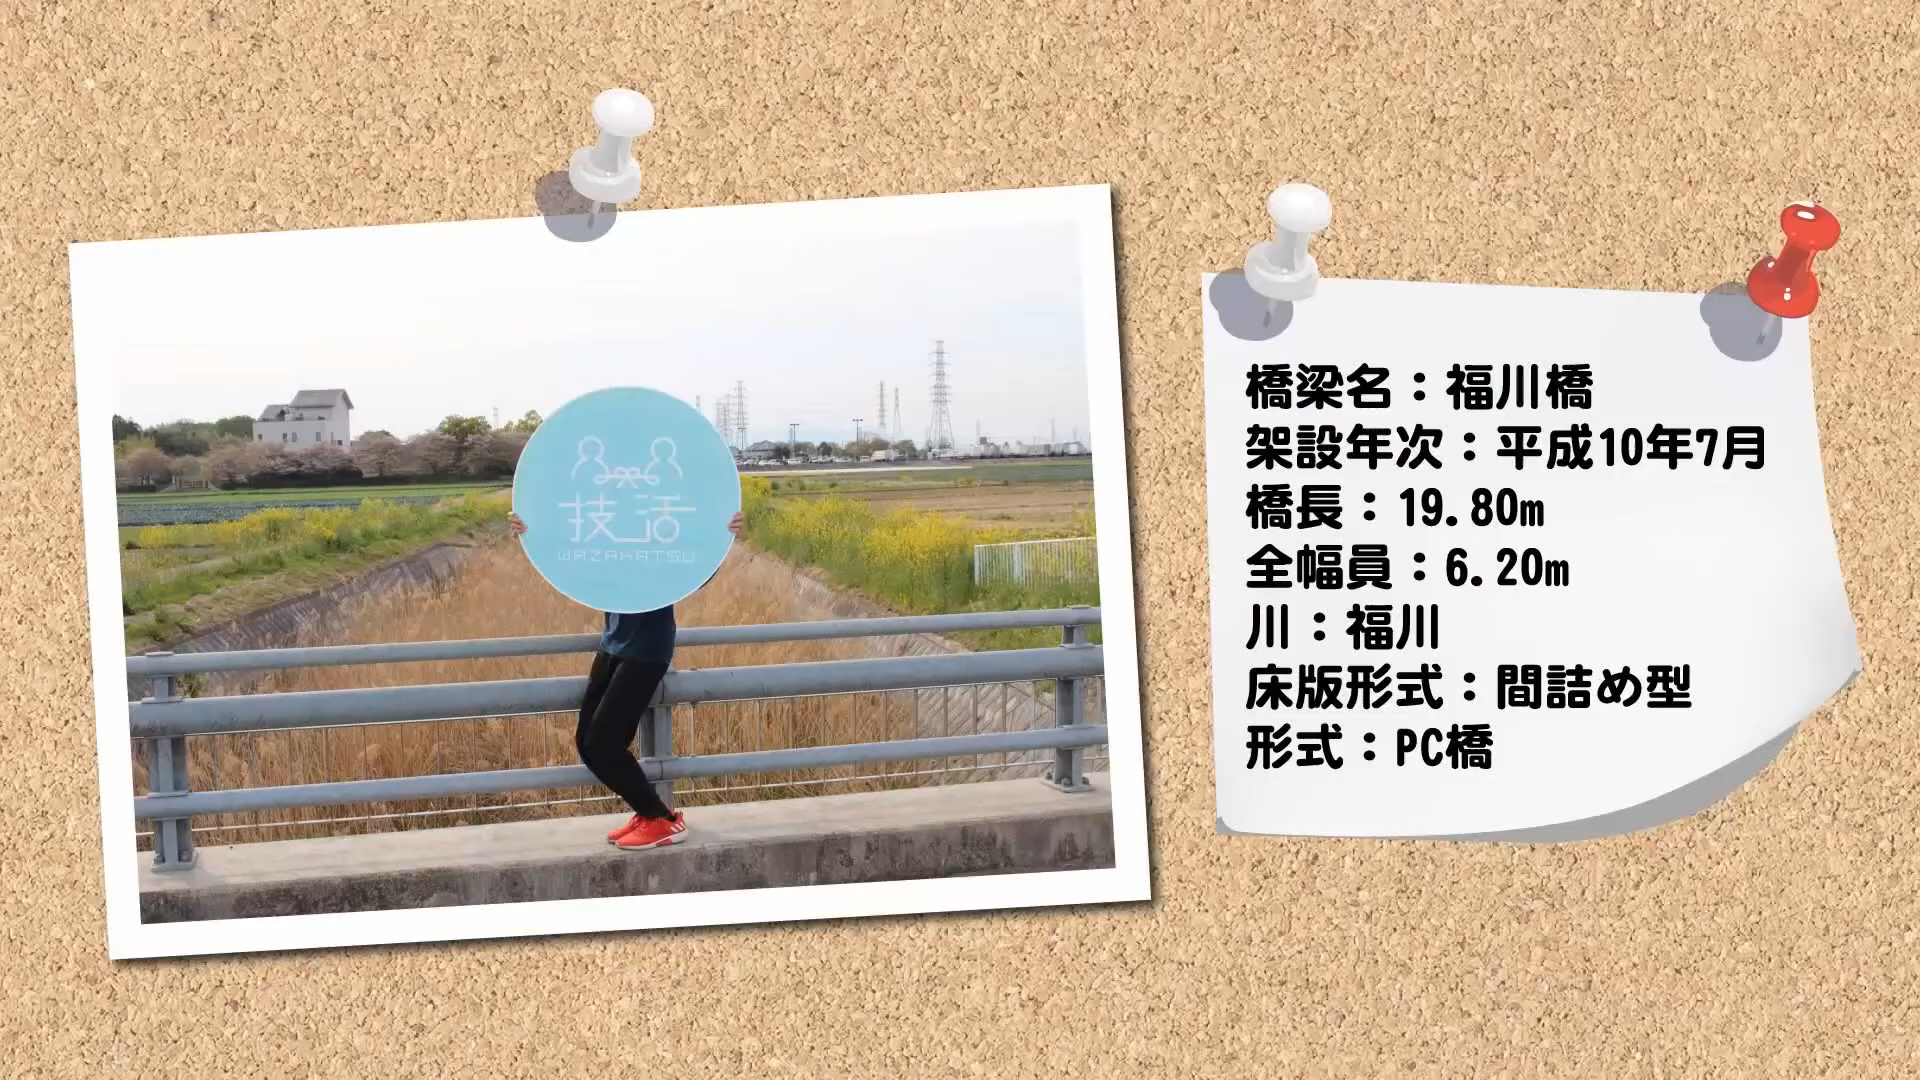 技活
WAZAKATSU
橋梁名：福川橋
架設年次：平成10年7月
橋長：19.80m
全幅員：6.20m
川：福川
床版形式：間詰め型
形式：PC橋